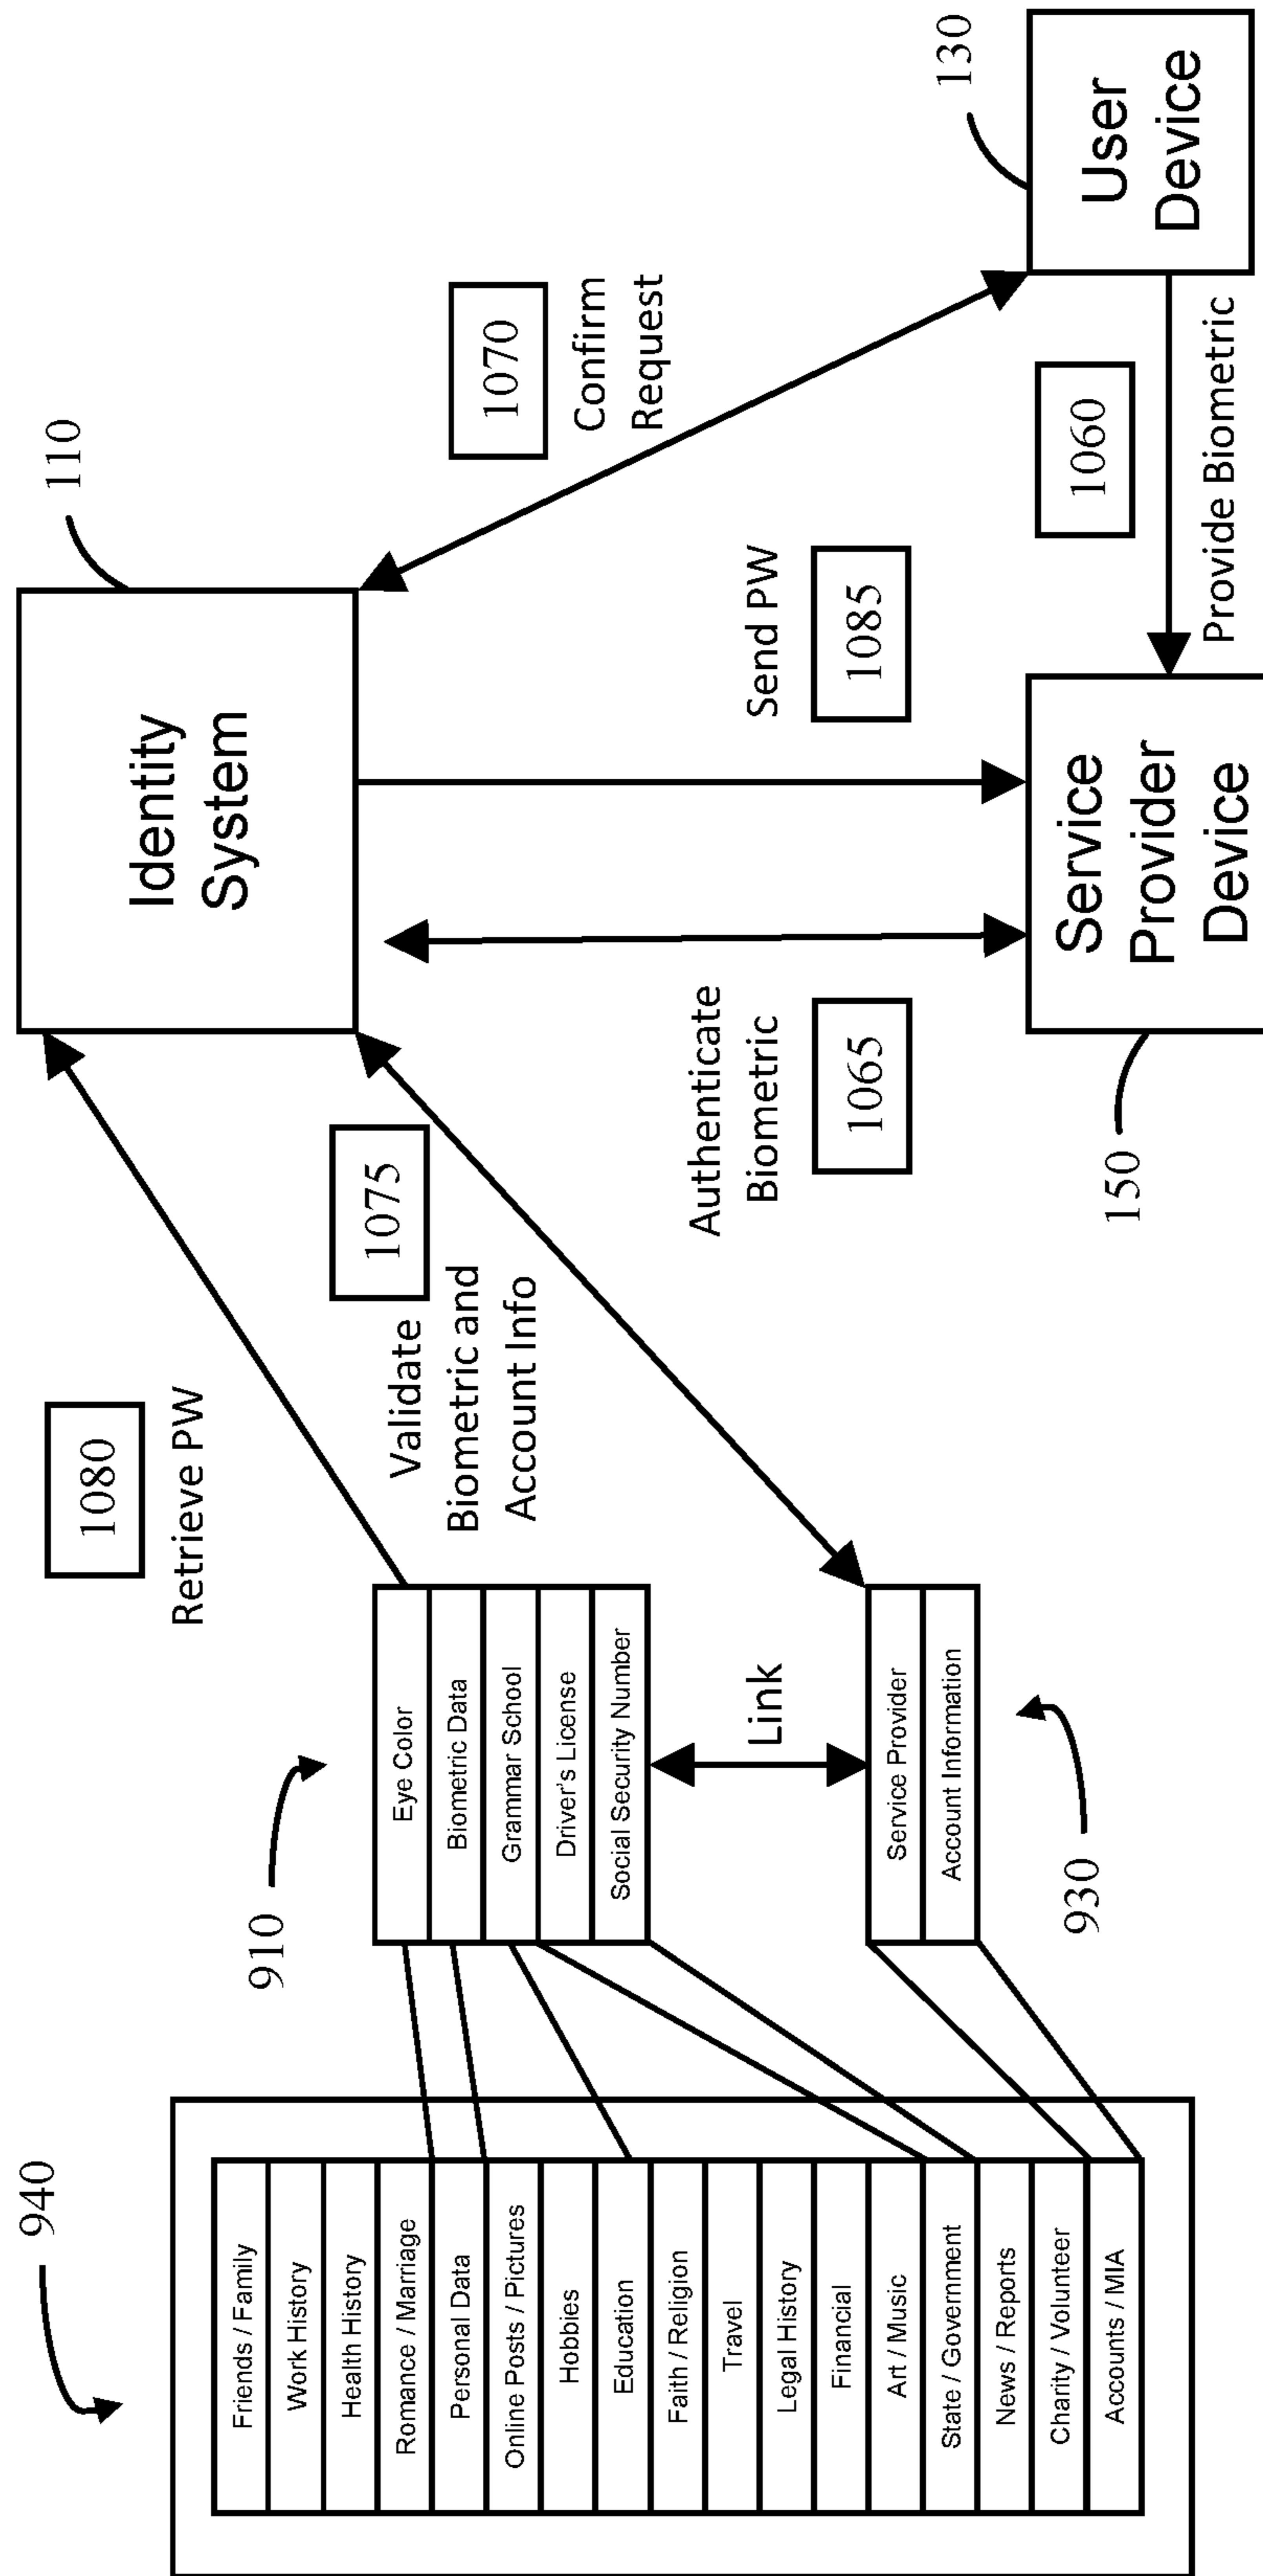 940
Friends / Family
Work History
Health History
Romance / Marriage
Personal Data
Online Posts / Pictures
Hobbies
Education
Faith / Religion
Travel
Legal History
Financial
Art / Music
State / Government
News / Reports
Charity / Volunteer
Accounts / MIA
910
Eye Color
Biometric Data
Grammar School
Driver's License
Social Security Number
Link
Service Provider
Account Information
930
1080
Retrieve PW
1075
Validate
Biometric and
Account Info
Identity
System
110
Authenticate
Biometric
1065
Send PW
1085
1070
Confirm
Request
Service
Provider
Device
150
1060
Provide Biometric
User
Device
130